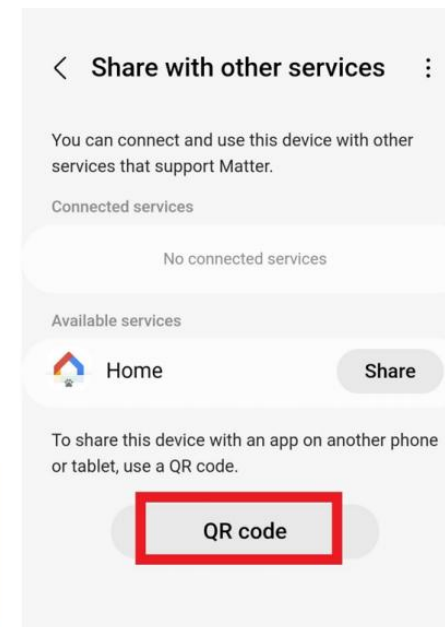 Share with other services
You can connect and use this device with other
services that support Matter.
Connected services
No connected services
Available services
Home
Share
To share this device with an app on another phone
or tablet, use a QR code.
QR code